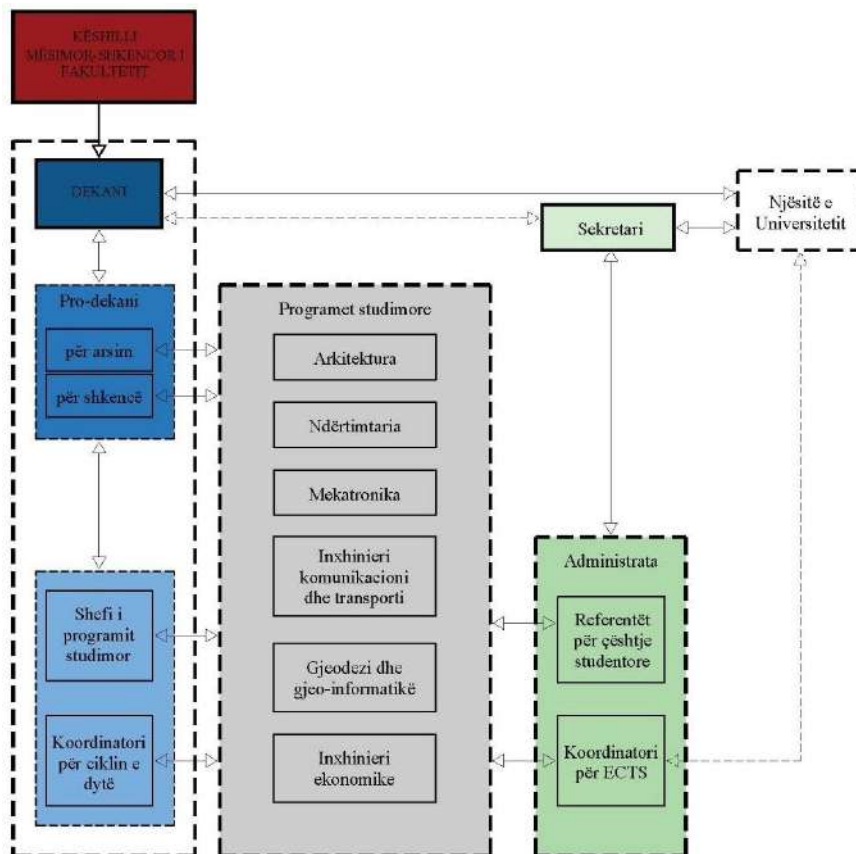 KËSHILLI
MËSIMOR-SHKENCOR I
FAKULTETIT
DEKANI
Njësitë e
Universitetit
Sekretari
Pro-dekani
për arsim
për shkencë
Programet studimore
Arkitektura
Ndërtimtaria
Mekatronika
Inxhinieri
komunikacioni
dhe transporti
Gjeodezi dhe
gjeo-informatikë
Inxhinieri
ekonomike
Shefi i
programit
studimor
Koordinatori
për ciklin e
dytë
Administrata
Referentët
për çështje
studentore
Koordinatori
për ECTS